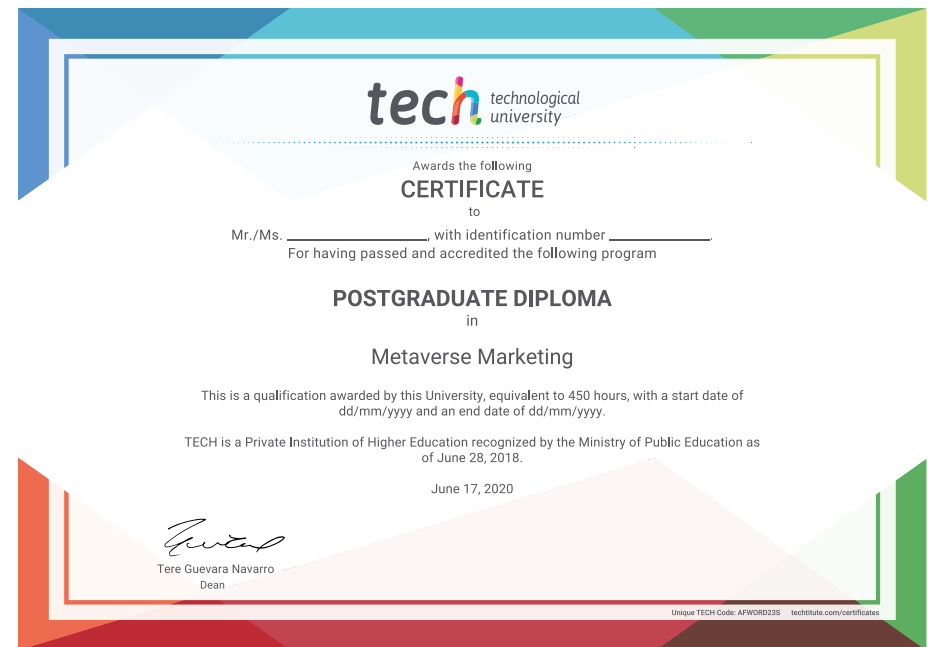 tech technological
university
Awards the following
CERTIFICATE
to
Mr./Ms. ____________________, with identification number ______________.
For having passed and accredited the following program
POSTGRADUATE DIPLOMA
in
Metaverse Marketing
This is a qualification awarded by this University, equivalent to 450 hours, with a start date of
dd/mm/yyyy and an end date of dd/mm/yyyy.
TECH is a Private Institution of Higher Education recognized by the Ministry of Public Education as
of June 28, 2018.
June 17, 2020
Tere Guevara Navarro
Dean
Unique TECH Code: AFWORD23S techtitute.com/certificates